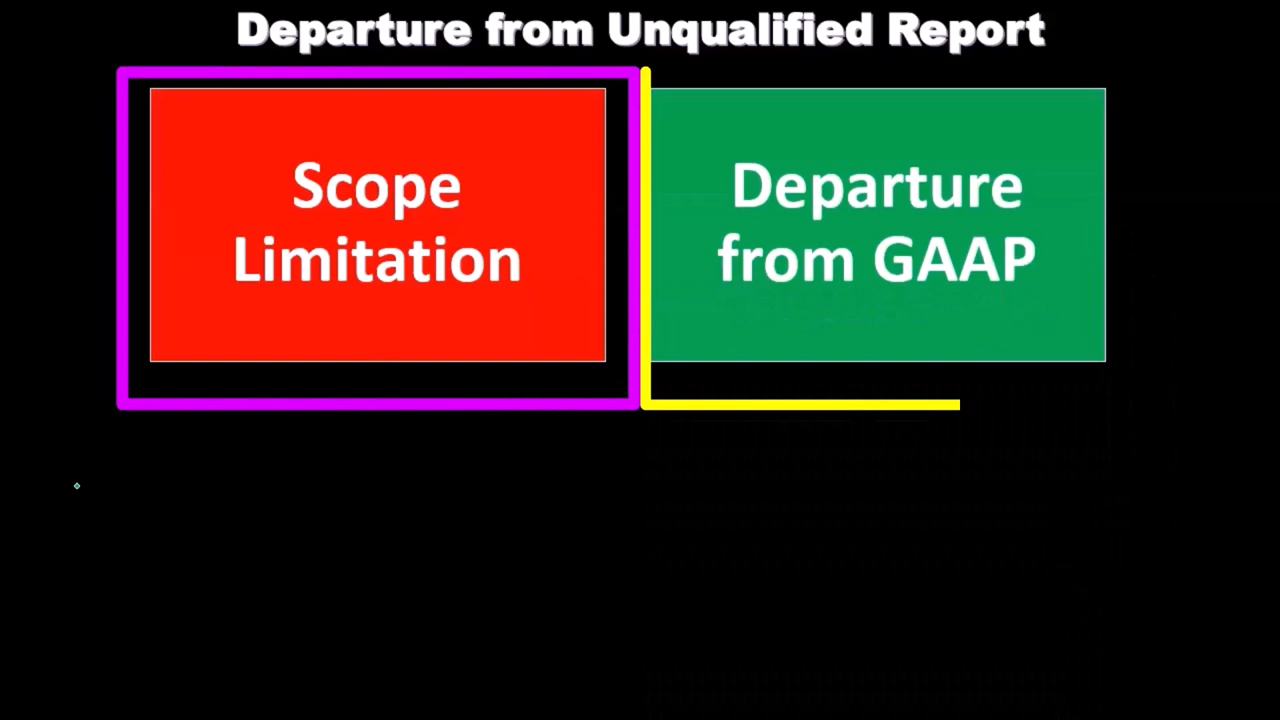 Departure from Unqualified Report
Scope
Limitation
Departure
from GAAP